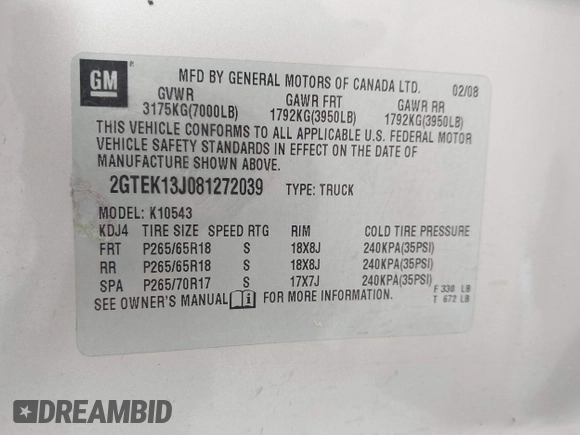 GM ®
MFD BY GENERAL MOTORS OF CANADA LTD. 02/08
GVWR GAWR FRT GAWR RR
3175KG(7000LB) 1792KG(3950LB) 1792KG(3950LB)
THIS VEHICLE CONFORMS TO ALL APPLICABLE U.S. FEDERAL MOTOR
VEHICLE SAFETY STANDARDS IN EFFECT ON THE DATE OF
MANUFACTURE SHOWN ABOVE.
2GTEK13J081272039 TYPE: TRUCK
MODEL: K10543
KDJ4 TIRE SIZE SPEED RTG RIM COLD TIRE PRESSURE
FRT P265/65R18 S 18X8J 240KPA(35PSI)
RR P265/65R18 S 18X8J 240KPA(35PSI)
SPA P265/70R17 S 17X7J 240KPA(35PSI)
SEE OWNER'S MANUAL i FOR MORE INFORMATION.
F 330 LB
T 672 LB
DREAMBID